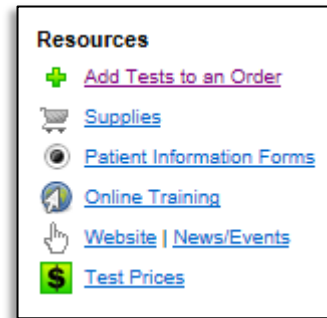 Resources
Add Tests to an Order
Supplies
Patient Information Forms
Online Training
Website | News/Events
$ Test Prices